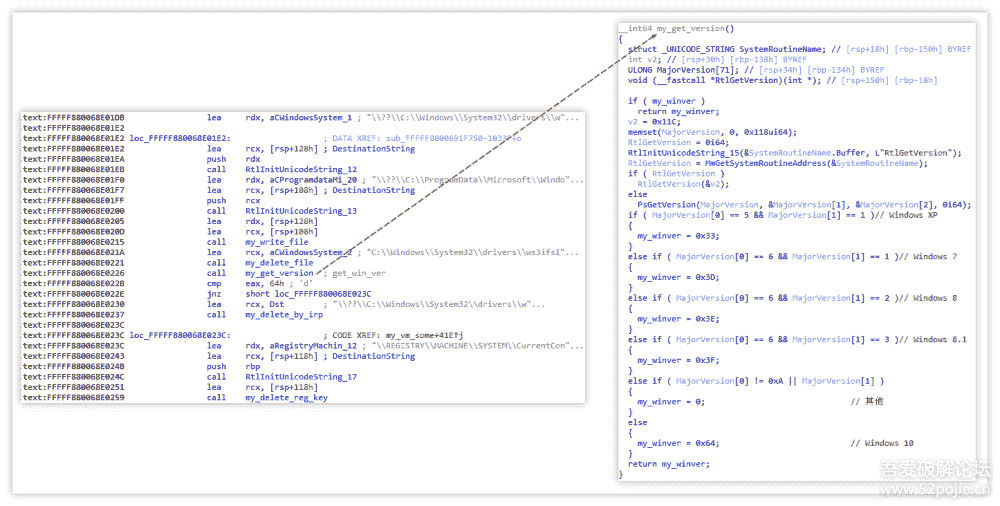 text:FFFFF880068E01DB lea rdx, aCWindowsSystem_1 ; "\\??\\C:\\Windows\\System32\\drivers\\w"...
text:FFFFF880068E01E2
text:FFFFF880068E01E2 loc_FFFFF880068E01E2: ; DATA XREF: sub_FFFFF8800691F750-1033
text:FFFFF880068E01E2 lea rcx, [rsp+128h] ; DestinationString
text:FFFFF880068E01EA push rdx
text:FFFFF880068E01EB call RtlInitUnicodeString_12
text:FFFFF880068E01F0 lea rdx, aCProgramdataMi_20 ; "\\??\\C:\\ProgramData\\Microsoft\\Windo"...
text:FFFFF880068E01F7 lea rcx, [rsp+108h] ; DestinationString
text:FFFFF880068E01FF push rcx
text:FFFFF880068E0200 call RtlInitUnicodeString_13
text:FFFFF880068E0205 lea rdx, [rsp+128h]
text:FFFFF880068E020D lea rcx, [rsp+108h]
text:FFFFF880068E0215 call my_write_file
text:FFFFF880068E021A lea rcx, aCWindowsSystem_2 ; "C:\\Windows\\System32\\drivers\\ws3ifsl"...
text:FFFFF880068E0221 call my_delete_file
text:FFFFF880068E0226 call my_get_version ; get_win_ver
text:FFFFF880068E022B cmp eax, 64h ; 'd'
text:FFFFF880068E022E jnz short loc_FFFFF880068E023C
text:FFFFF880068E0230 lea rcx, Dst ; "\\??\\C:\\Windows\\System32\\drivers\\w"...
text:FFFFF880068E0237 call my_delete_by_irp
text:FFFFF880068E023C
text:FFFFF880068E023C loc_FFFFF880068E023C: ; CODE XREF: my_vm_some+41E↑j
text:FFFFF880068E023C lea rdx, aRegistryMachin_12 ; "\\REGISTRY\\MACHINE\\SYSTEM\\CurrentCon"...
text:FFFFF880068E0243 lea rcx, [rsp+118h] ; DestinationString
text:FFFFF880068E024B push rbp
text:FFFFF880068E024C call RtlInitUnicodeString_17
text:FFFFF880068E0251 lea rcx, [rsp+118h]
text:FFFFF880068E0259 call my_delete_reg_key
__int64 my_get_version()
{
struct _UNICODE_STRING SystemRoutineName; // [rsp+18h] [rbp-150h] BYREF
int v2; // [rsp+30h] [rbp-138h] BYREF
ULONG MajorVersion[71]; // [rsp+34h] [rbp-134h] BYREF
void (__fastcall *RtlGetVersion)(int *); // [rsp+150h] [rbp-18h]
if ( my_winver )
return my_winver;
v2 = 0x11C;
memset(MajorVersion, 0, 0x118ui64);
RtlGetVersion = 0i64;
RtlInitUnicodeString_15(&SystemRoutineName.Buffer, L"RtlGetVersion");
RtlGetVersion = MmGetSystemRoutineAddress(&SystemRoutineName);
if ( RtlGetVersion )
RtlGetVersion(&v2);
else
PsGetVersion(MajorVersion, &MajorVersion[1], &MajorVersion[2], 0i64);
if ( MajorVersion[0] == 5 && MajorVersion[1] == 1 )// Windows XP
{
my_winver = 0x33;
}
else if ( MajorVersion[0] == 6 && MajorVersion[1] == 1 )// Windows 7
{
my_winver = 0x3D;
}
else if ( MajorVersion[0] == 6 && MajorVersion[1] == 2 )// Windows 8
{
my_winver = 0x3E;
}
else if ( MajorVersion[0] == 6 && MajorVersion[1] == 3 )// Windows 8.1
{
my_winver = 0x3F;
}
else if ( MajorVersion[0] != 0xA || MajorVersion[1] )
{
my_winver = 0; // 其他
}
else
{
my_winver = 0x64; // Windows 10
}
return my_winver;
}
吾爱破解论坛
www.52pojie.cn